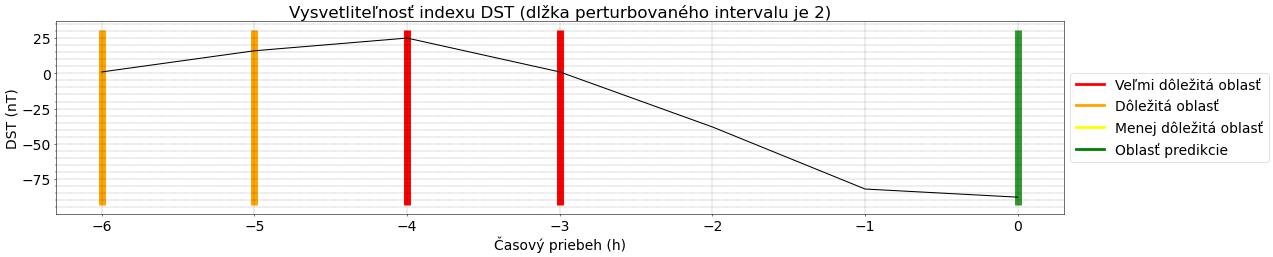 Vysvetliteľnosť indexu DST (dĺžka perturbovaného intervalu je 2)
25
0
−25
−50
−75
DST (nT)
−6
−5
−4
−3
−2
−1
0
Časový priebeh (h)
Veľmi dôležitá oblasť
Dôležitá oblasť
Menej dôležitá oblasť
Oblasť predikcie